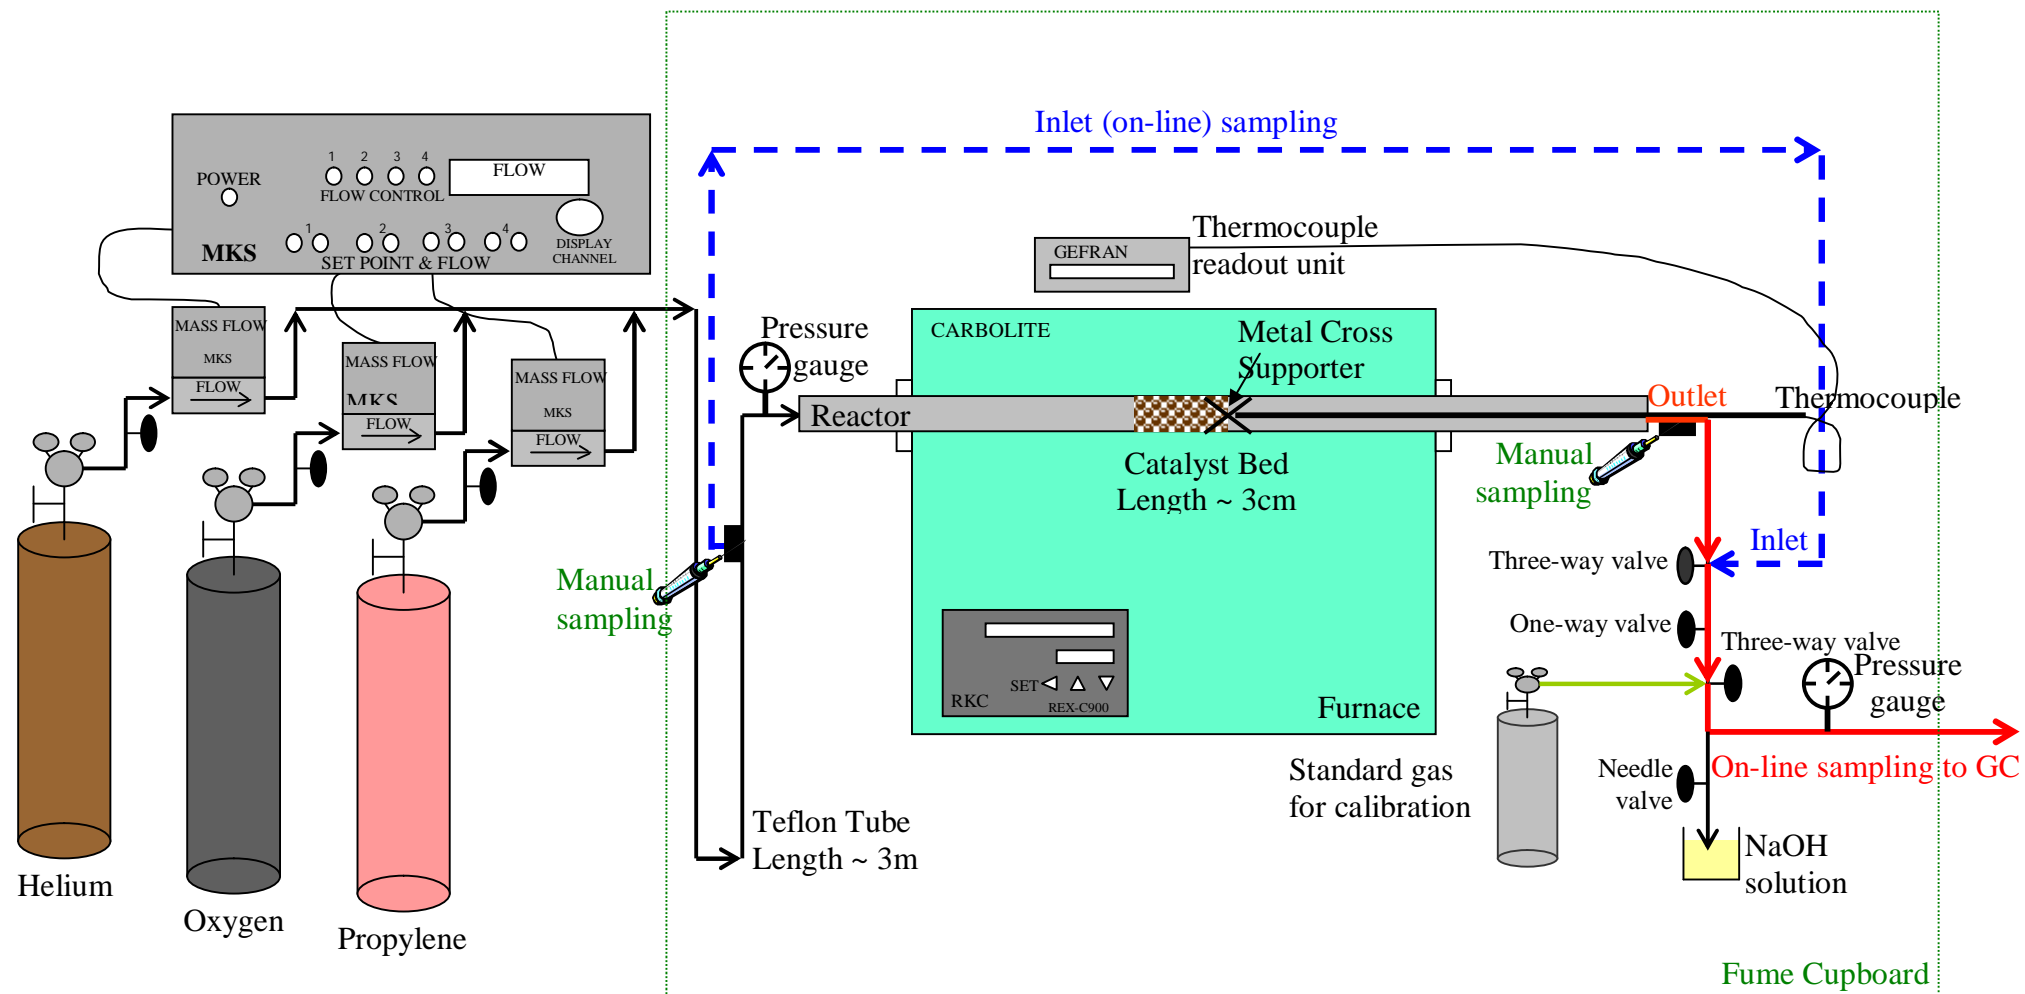 Inlet (on-line) sampling
POWER
1 2 3 4
FLOW CONTROL
FLOW
1 2 3 4
MKS
SET POINT & FLOW
DISPLAY
CHANNEL
GEFRAN
Thermocouple
readout unit
MASS FLOW
MKS
FLOW
MASS FLOW
MKS
FLOW
MASS FLOW
MKS
FLOW
Pressure
gauge
CARBOLITE
Metal Cross
Supporter
Reactor
Outlet
Thermocouple
Catalyst Bed
Length ~ 3cm
Manual
sampling
Manual
sampling
Three-way valve
Inlet
One-way valve
Three-way valve
Pressure
gauge
SET
RKC
REX-C900
Furnace
Standard gas
for calibration
Needle
valve
On-line sampling to GC
Teflon Tube
Length ~ 3m
NaOH
solution
Helium
Oxygen
Propylene
Fume Cupboard